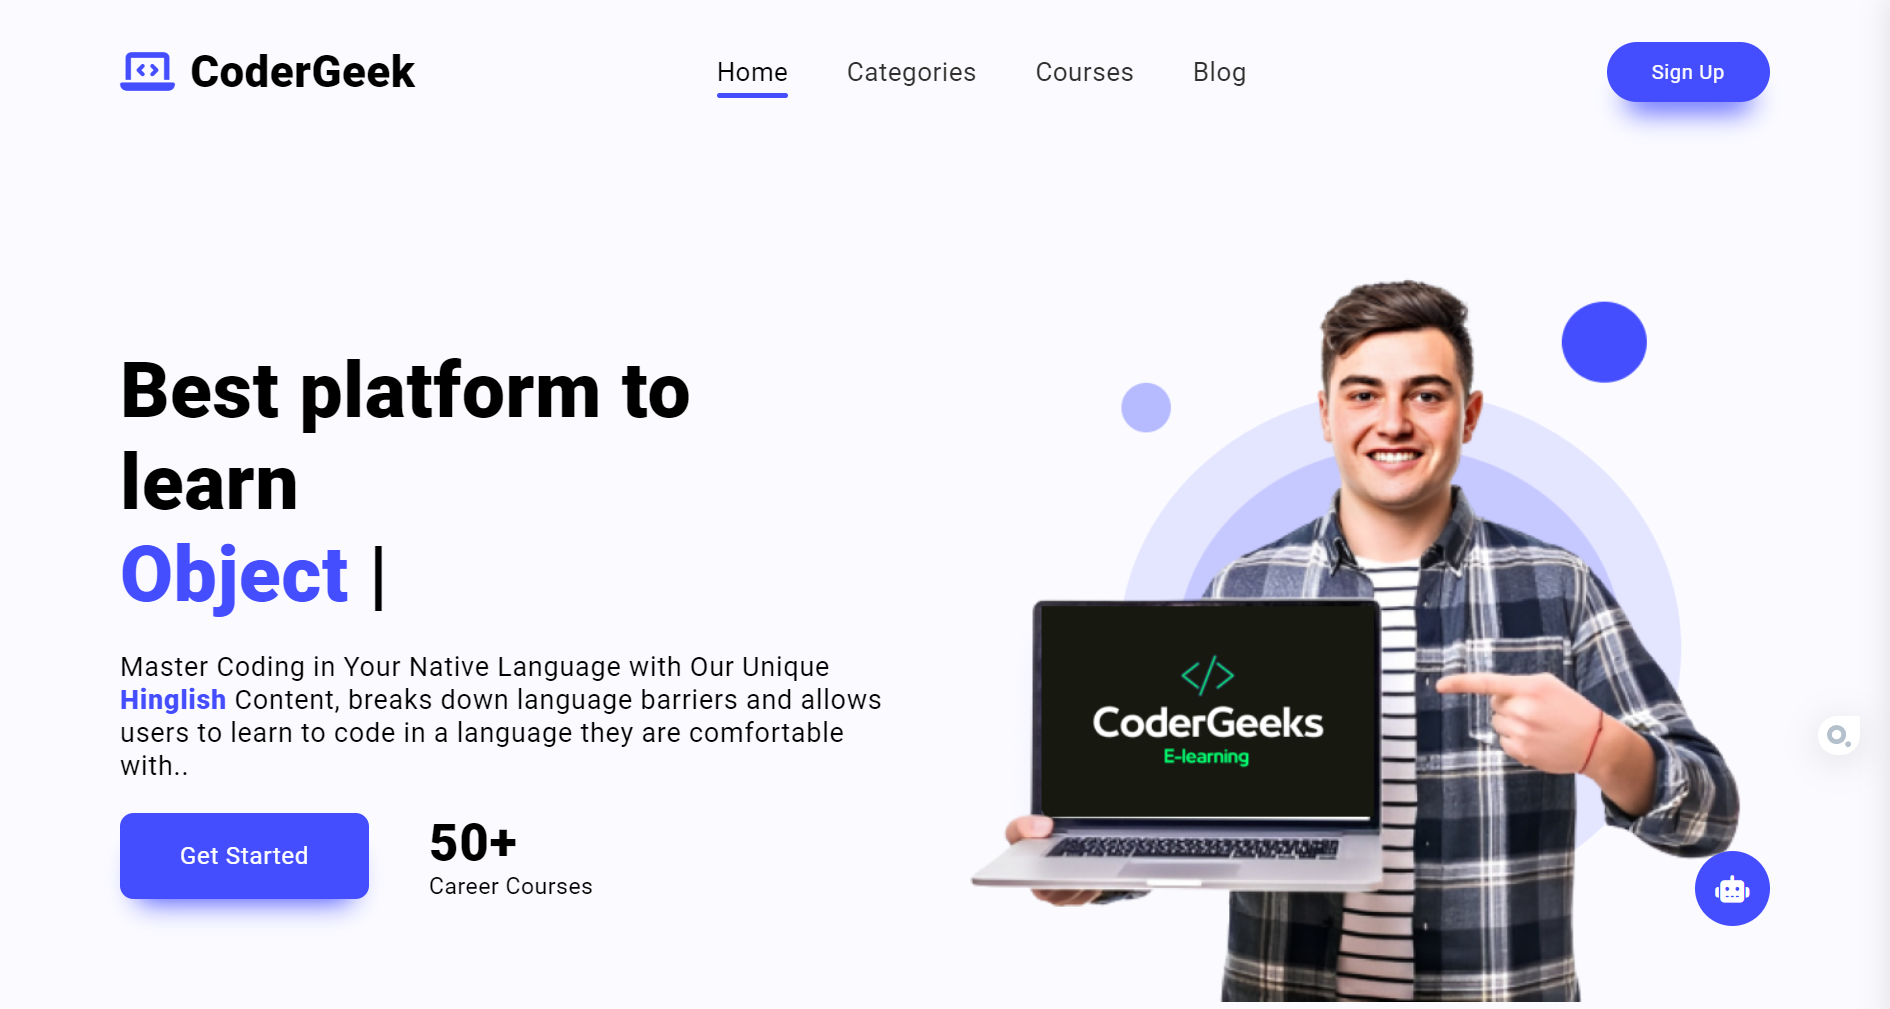 CoderGeek
Home
Categories
Courses
Blog
Sign Up
Best platform to
learn
Object |
Master Coding in Your Native Language with Our Unique
Hinglish Content, breaks down language barriers and allows
users to learn to code in a language they are comfortable
with..
Get Started
50+
Career Courses
</>
CoderGeeks
E-learning